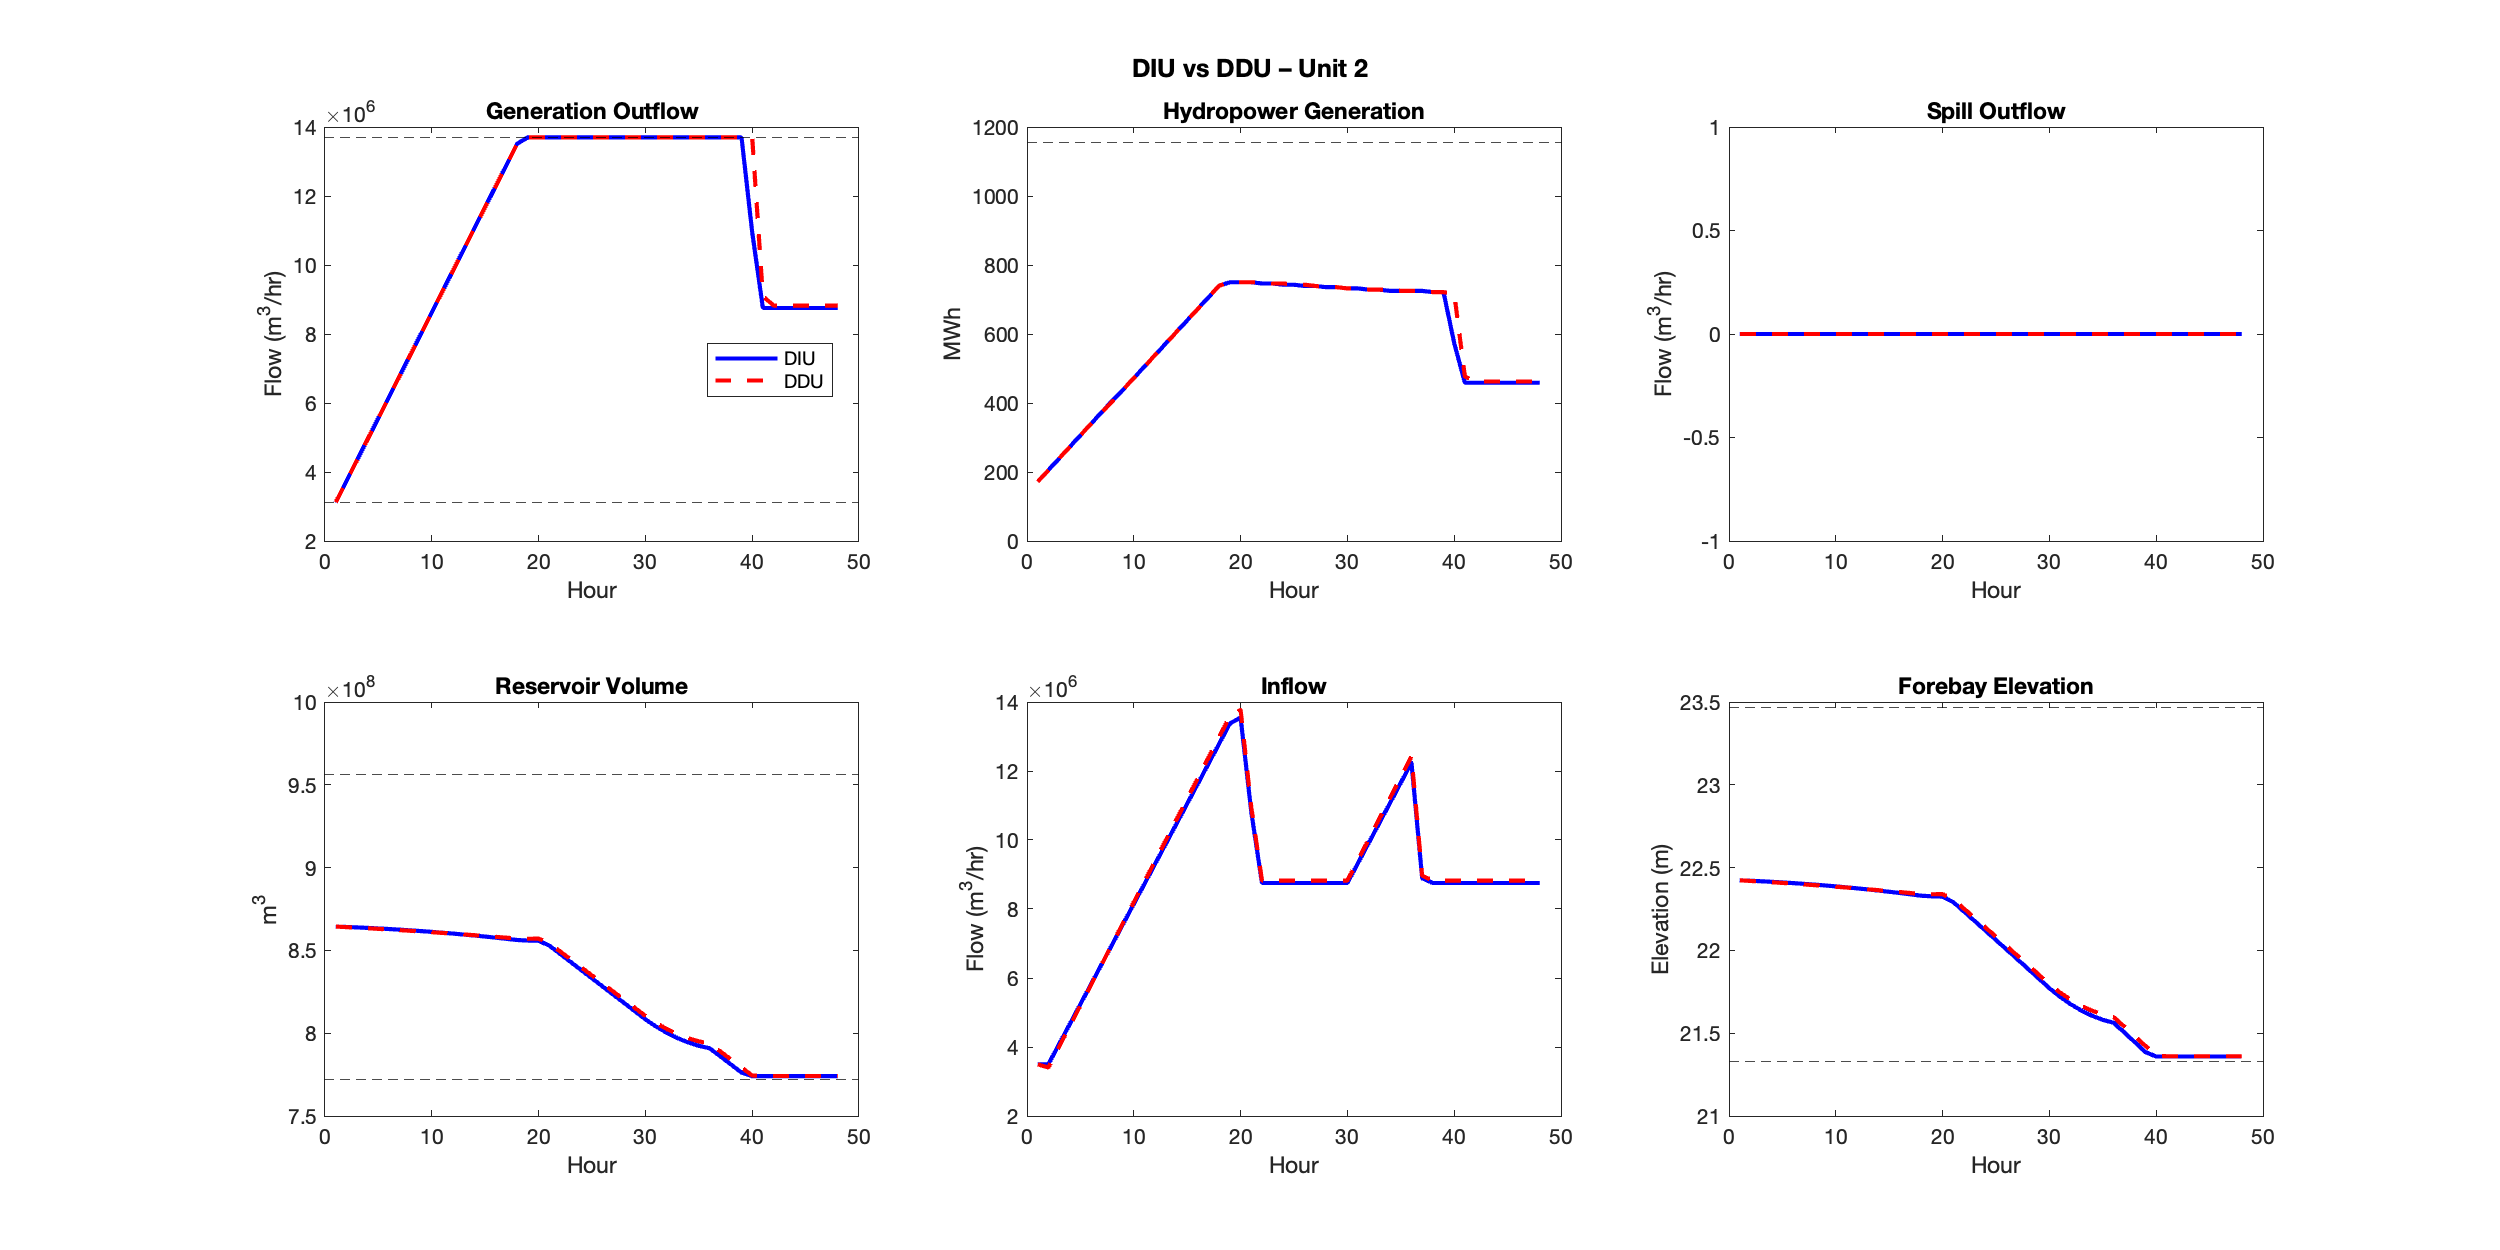 DIU vs DDU – Unit 2
Generation Outflow
×10^6
14
12
10
8
6
4
2
0 10 20 30 40 50
Flow (m^3/hr)
Hour
DIU
DDU
Hydropower Generation
1200
1000
800
600
400
200
0
0 10 20 30 40 50
MWh
Hour
Spill Outflow
1
0.5
0
-0.5
-1
0 10 20 30 40 50
Flow (m^3/hr)
Hour
Reservoir Volume
×10^8
10
9.5
9
8.5
8
7.5
0 10 20 30 40 50
m^3
Hour
Inflow
×10^6
14
12
10
8
6
4
2
0 10 20 30 40 50
Flow (m^3/hr)
Hour
Forebay Elevation
23.5
23
22.5
22
21.5
21
0 10 20 30 40 50
Elevation (m)
Hour